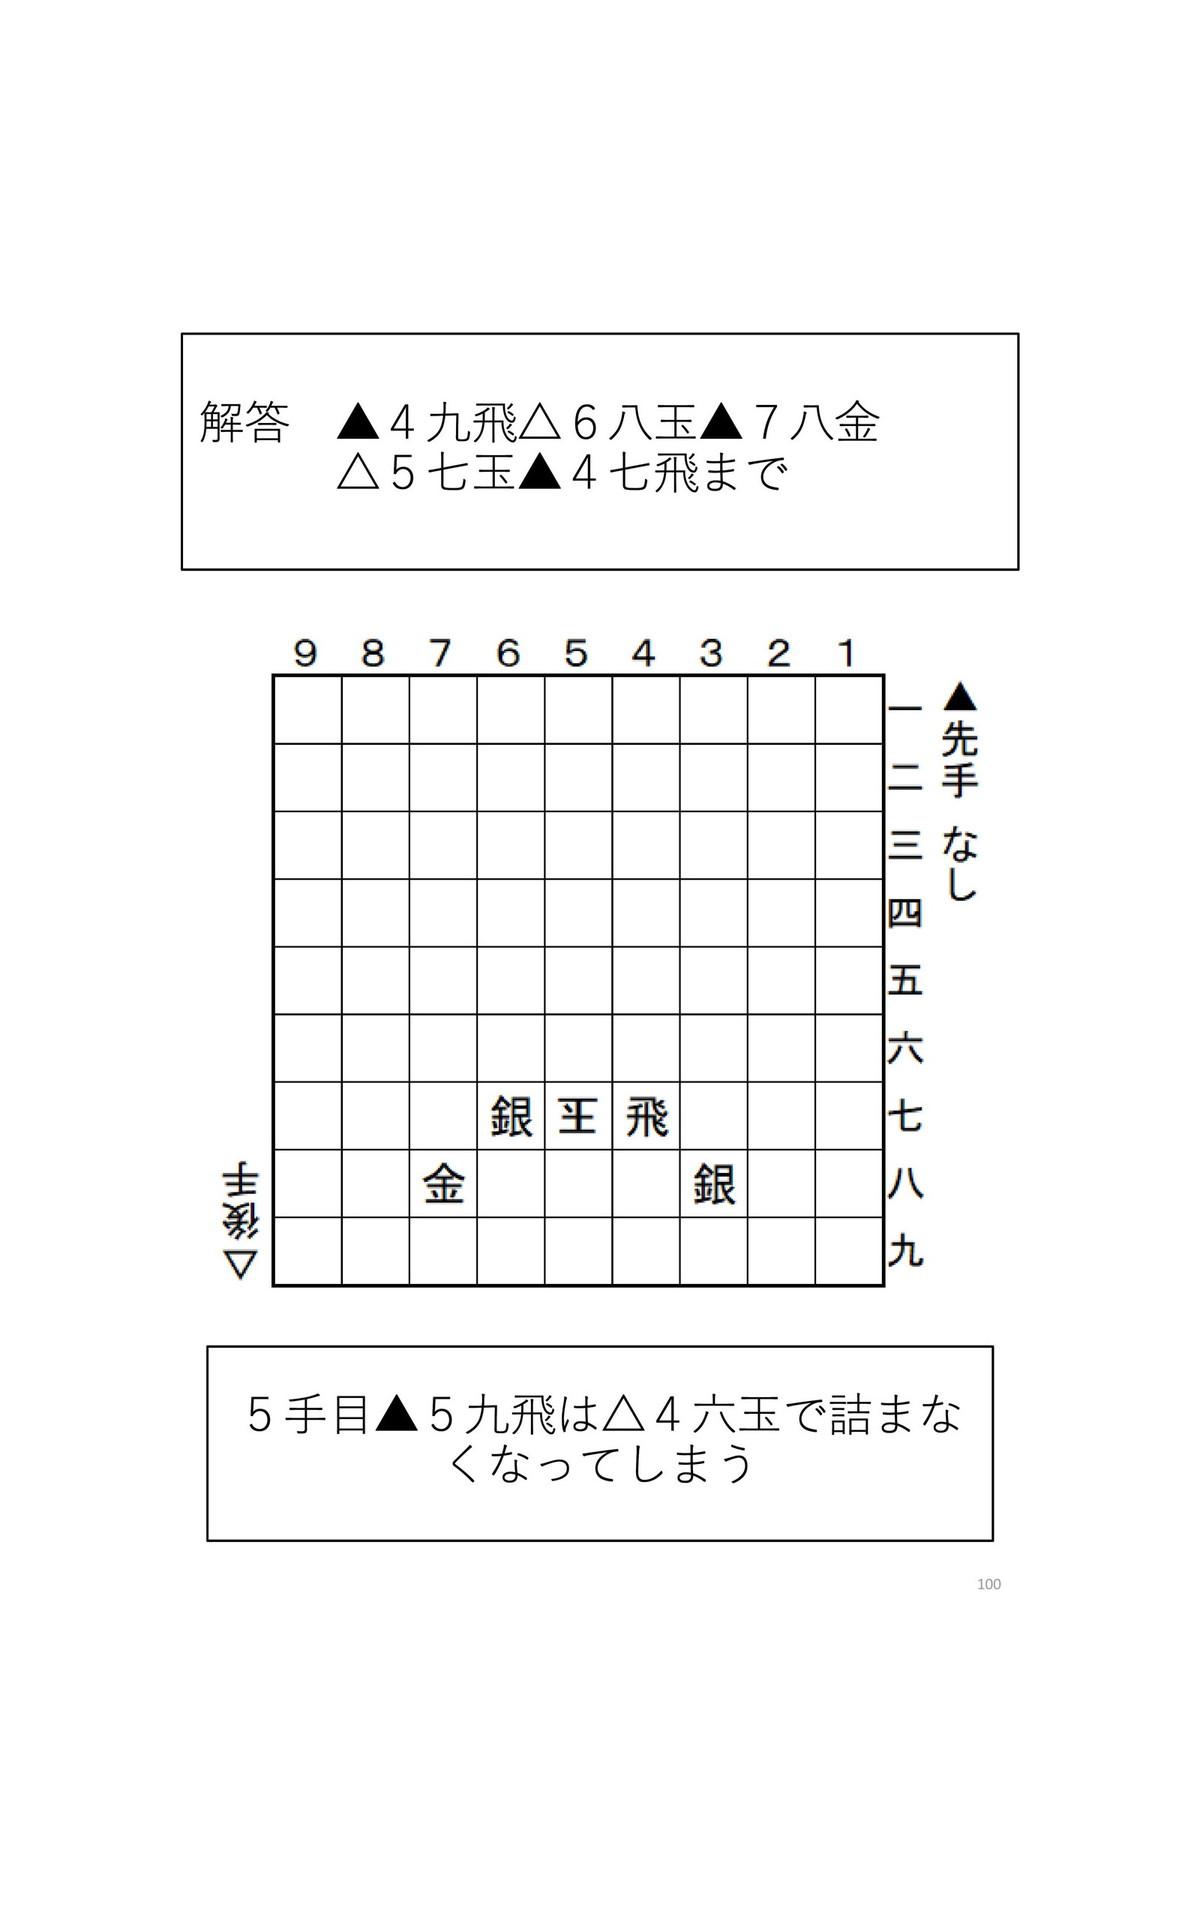 解答　▲４九飛△６八玉▲７八金
△５七玉▲４七飛まで
9 8 7 6 5 4 3 2 1
一
二
三
四
五
六
七
八
九
▲先手 なし
銀 王 飛
金 銀
△後手
５手目▲５九飛は△４六玉で詰まな
くなってしまう
100